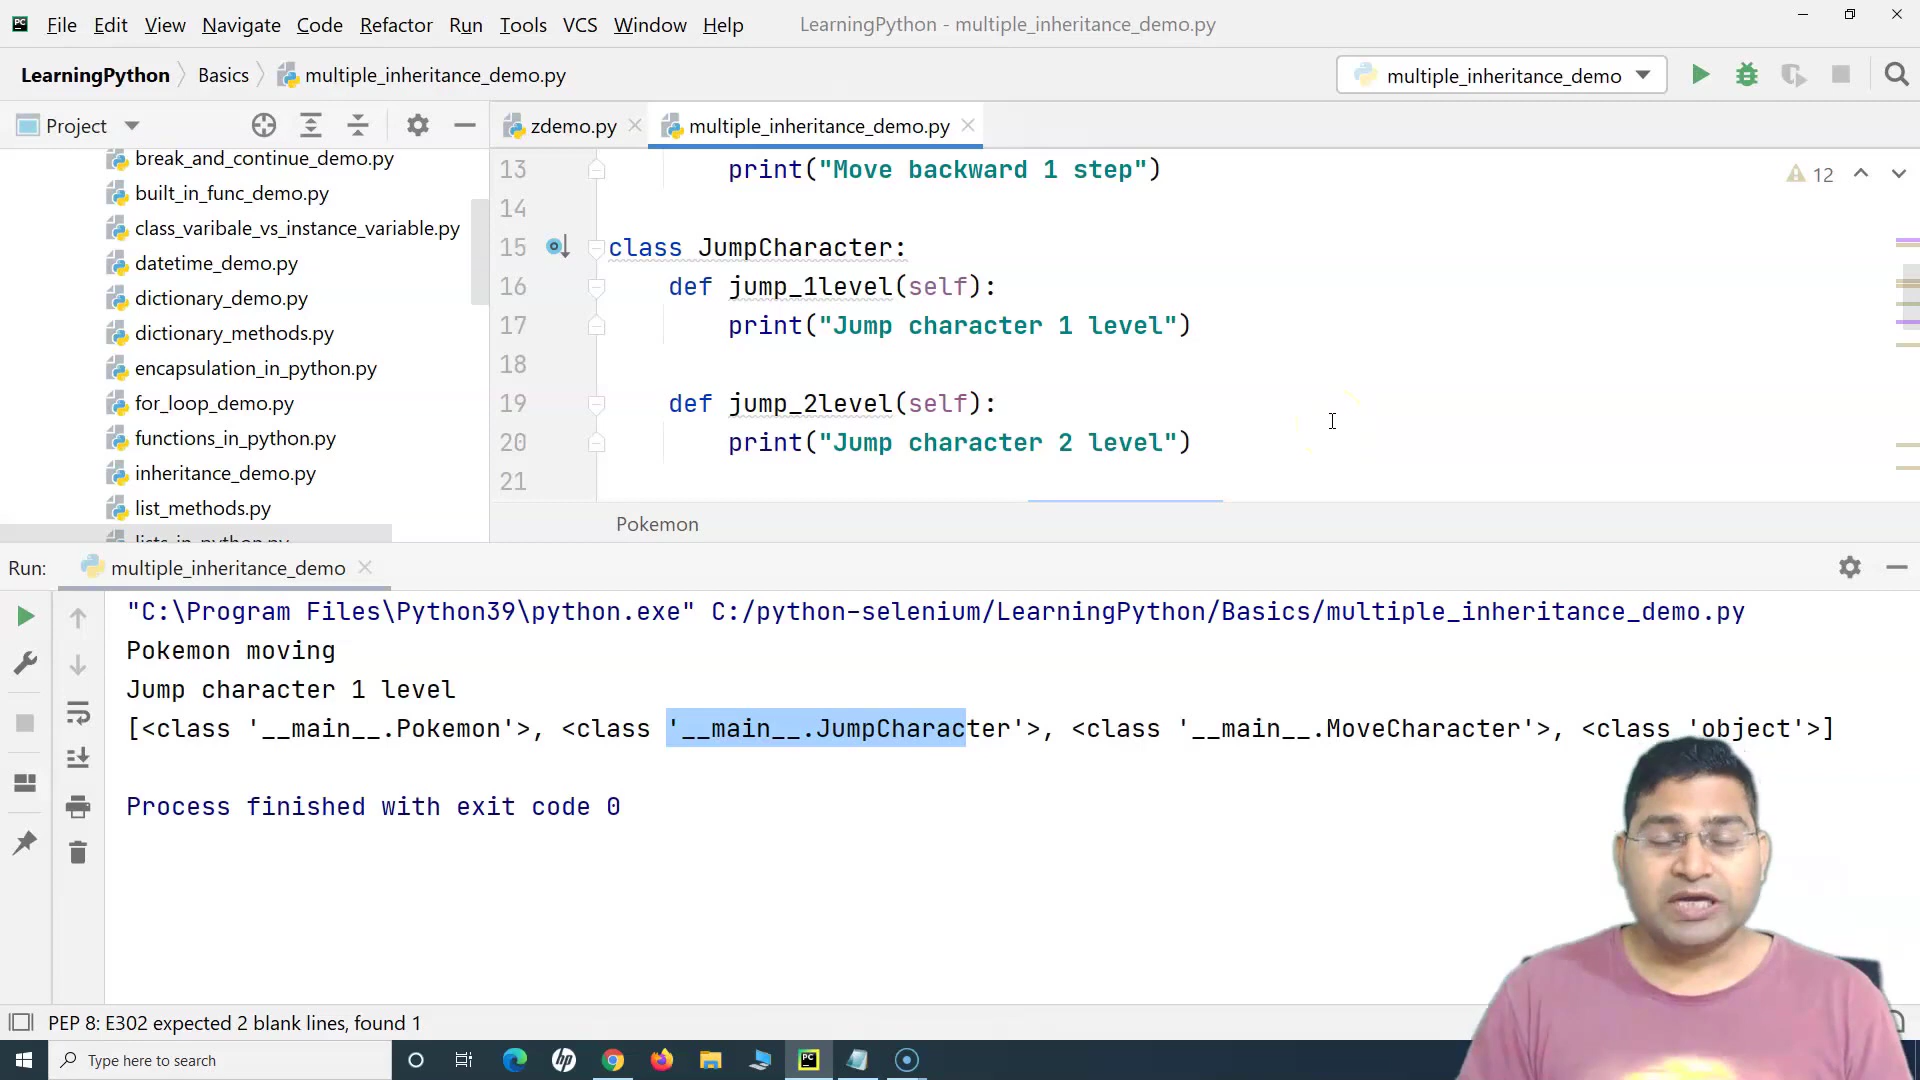 File Edit View Navigate Code Refactor Run Tools VCS Window Help LearningPython - multiple_inheritance_demo.py
LearningPython Basics multiple_inheritance_demo.py multiple_inheritance_demo
Project
break_and_continue_demo.py
built_in_func_demo.py
class_varibale_vs_instance_variable.py
datetime_demo.py
dictionary_demo.py
dictionary_methods.py
encapsulation_in_python.py
for_loop_demo.py
functions_in_python.py
inheritance_demo.py
list_methods.py
lists_in_python.py
zdemo.py multiple_inheritance_demo.py
12
13 print("Move backward 1 step")
14
15 class JumpCharacter:
16 def jump_1level(self):
17 print("Jump character 1 level")
18
19 def jump_2level(self):
20 print("Jump character 2 level")
21
Pokemon
Run: multiple_inheritance_demo
"C:\Program Files\Python39\python.exe" C:/python-selenium/LearningPython/Basics/multiple_inheritance_demo.py
Pokemon moving
Jump character 1 level
[<class '__main__.Pokemon'>, <class '__main__.JumpCharacter'>, <class '__main__.MoveCharacter'>, <class 'object'>]
Process finished with exit code 0
PEP 8: E302 expected 2 blank lines, found 1
Type here to search
hp
PC